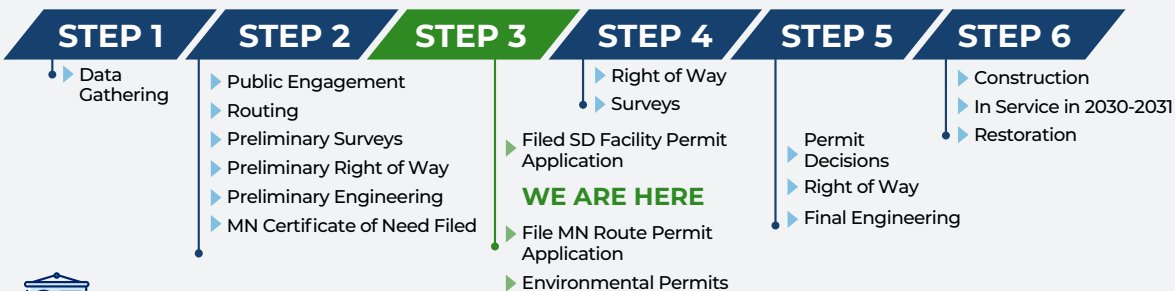 STEP 1
STEP 2
STEP 3
STEP 4
STEP 5
STEP 6
Data
Gathering
Public Engagement
Routing
Preliminary Surveys
Preliminary Right of Way
Preliminary Engineering
MN Certificate of Need Filed
Filed SD Facility Permit
Application
WE ARE HERE
File MN Route Permit
Application
Environmental Permits
Right of Way
Surveys
Permit
Decisions
Right of Way
Final Engineering
Construction
In Service in 2030-2031
Restoration